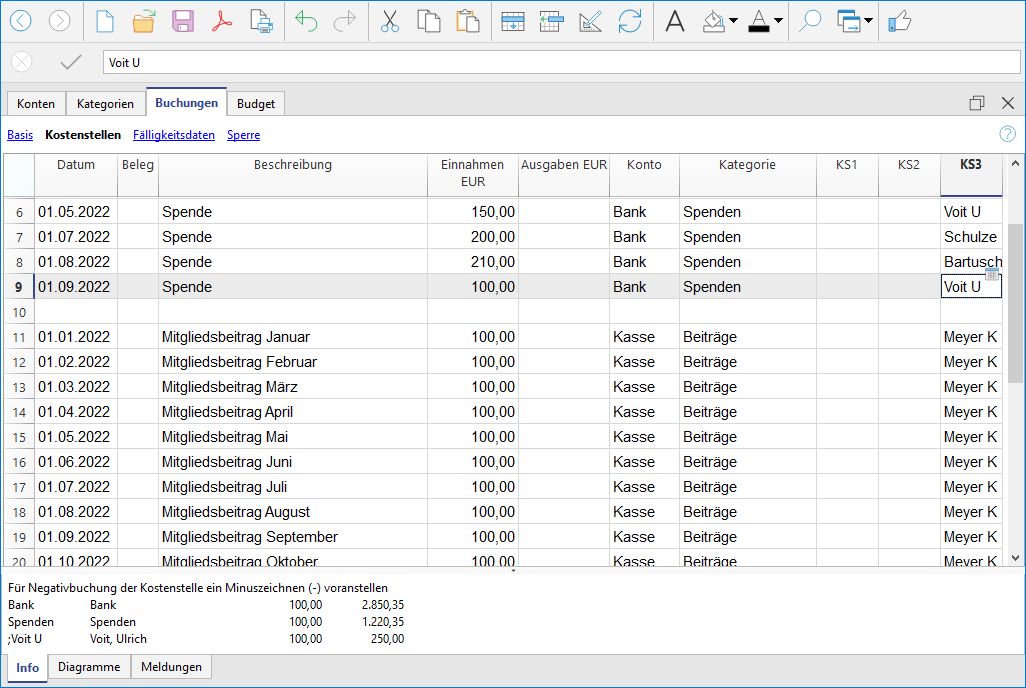 Voit U
Konten Kategorien Buchungen Budget
Basis Kostenstellen Fälligkeitsdaten Sperre
Datum Beleg Beschreibung Einnahmen EUR Ausgaben EUR Konto Kategorie KS1 KS2 KS3
6 01.05.2022 Spende 150,00 Bank Spenden Voit U
7 01.07.2022 Spende 200,00 Bank Spenden Schulze
8 01.08.2022 Spende 210,00 Bank Spenden Bartusch
9 01.09.2022 Spende 100,00 Bank Spenden Voit U
10
11 01.01.2022 Mitgliedsbeitrag Januar 100,00 Kasse Beiträge Meyer K
12 01.02.2022 Mitgliedsbeitrag Februar 100,00 Kasse Beiträge Meyer K
13 01.03.2022 Mitgliedsbeitrag März 100,00 Kasse Beiträge Meyer K
14 01.04.2022 Mitgliedsbeitrag April 100,00 Kasse Beiträge Meyer K
15 01.05.2022 Mitgliedsbeitrag Mai 100,00 Kasse Beiträge Meyer K
16 01.06.2022 Mitgliedsbeitrag Juni 100,00 Kasse Beiträge Meyer K
17 01.07.2022 Mitgliedsbeitrag Juli 100,00 Kasse Beiträge Meyer K
18 01.08.2022 Mitgliedsbeitrag August 100,00 Kasse Beiträge Meyer K
19 01.09.2022 Mitgliedsbeitrag September 100,00 Kasse Beiträge Meyer K
20 01.10.2022 Mitgliedsbeitrag Oktober 100,00 Kasse Beiträge Meyer K
Für Negativbuchung der Kostenstelle ein Minuszeichen (-) voranstellen
Bank Bank 100,00 2.850,35
Spenden Spenden 100,00 1.220,35
;Voit U Voit, Ulrich 100,00 250,00
Info Diagramme Meldungen